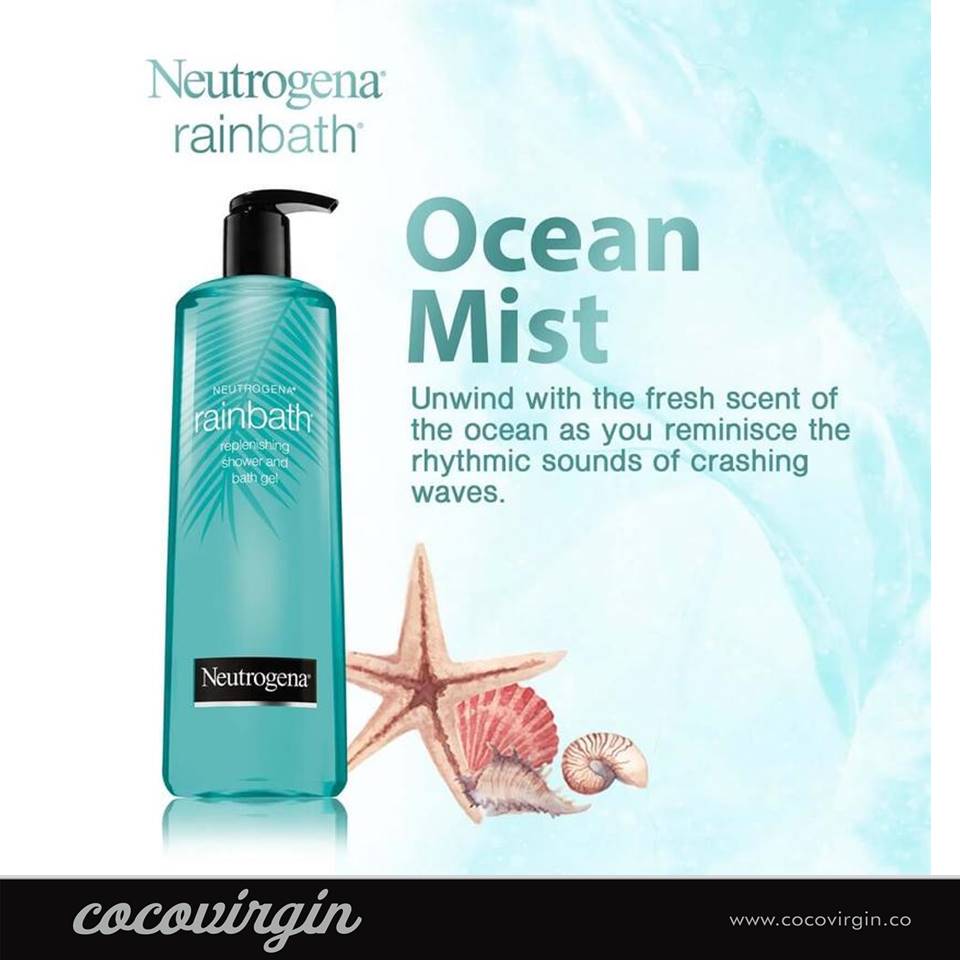 Neutrogena®
rainbath®
Ocean
Mist
Unwind with the fresh scent of
the ocean as you reminisce the
rhythmic sounds of crashing
waves.
NEUTROGENA®
rainbath®
replenishing
shower and
bath gel
Neutrogena®
cocovirgin
www.cocovirgin.co